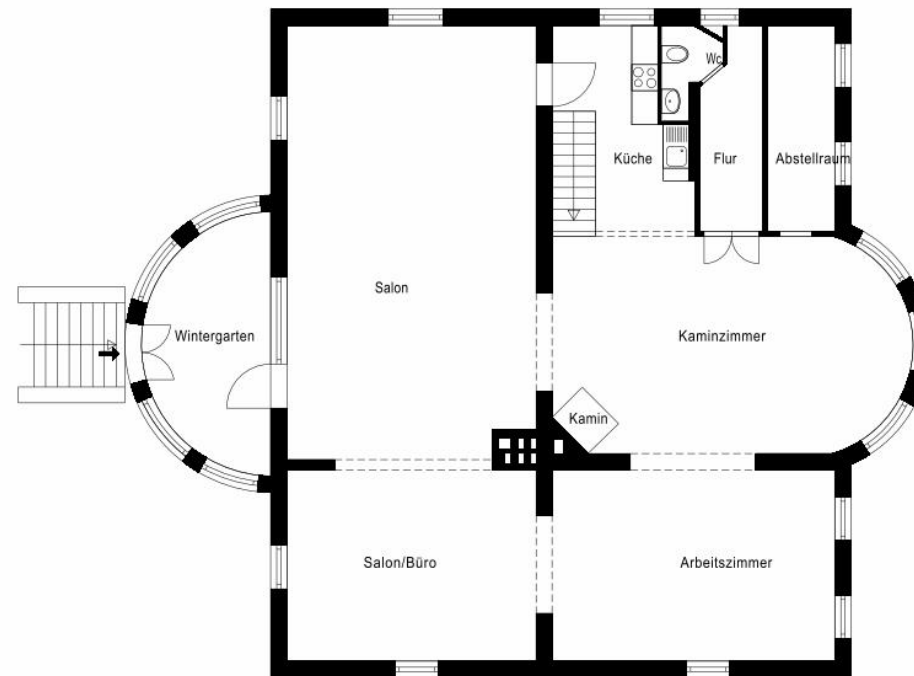 Wc
Küche
Flur
Abstellraum
Salon
Wintergarten
Kaminzimmer
Kamin
Salon/Büro
Arbeitszimmer